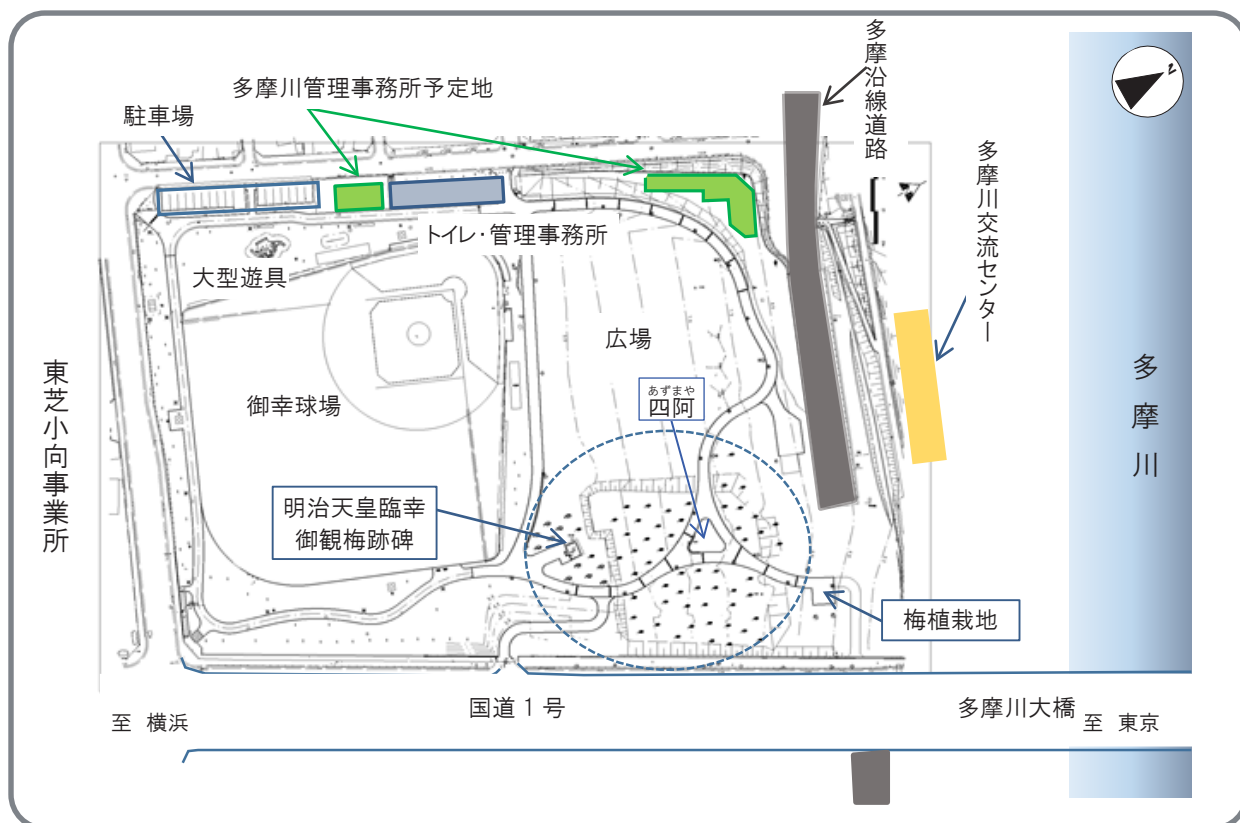 多摩沿線道路
多摩川管理事務所予定地
駐車場
多摩川交流センター
トイレ・管理事務所
大型遊具
広場
あずまや
四阿
御幸球場
東芝小向事業所
多摩川
明治天皇臨幸
御観梅跡碑
梅植栽地
国道1号
多摩川大橋
至 横浜
至 東京